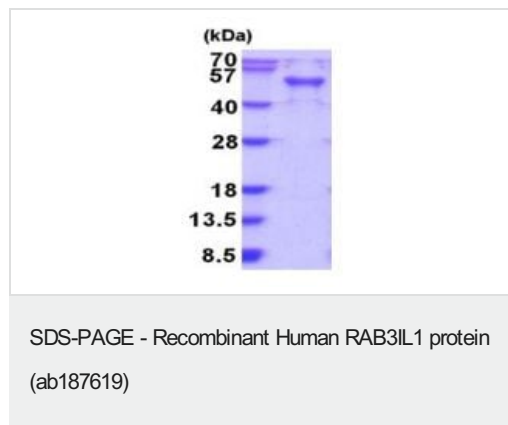 (kDa)
70
57
40
28
18
13.5
8.5
SDS-PAGE - Recombinant Human RAB3IL1 protein
(ab187619)